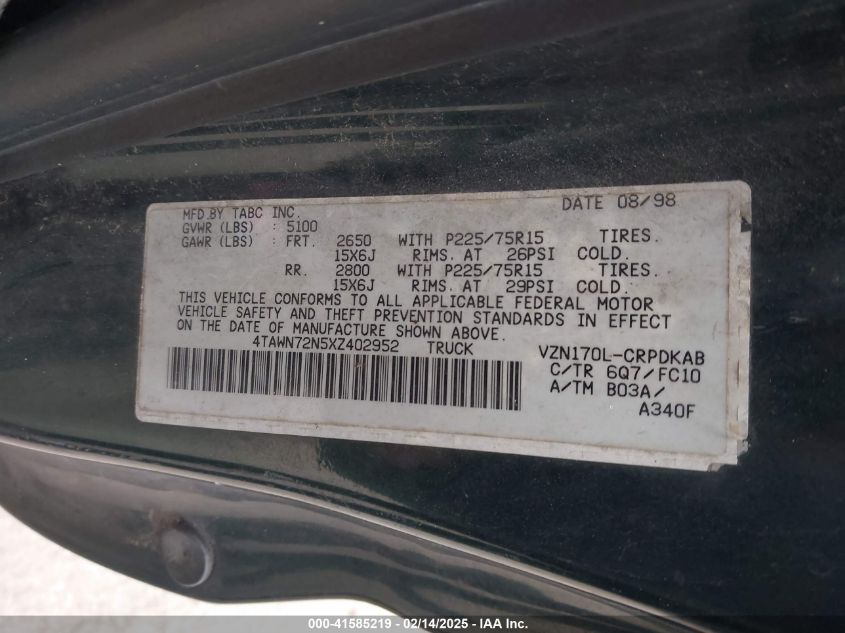 DATE 08/98
MFD.BY TABC INC.
GVWR (LBS) : 5100
GAWR (LBS) : FRT. 2650 WITH P225/75R15 TIRES.
15X6J RIMS. AT 26PSI COLD.
RR. 2800 WITH P225/75R15 TIRES.
15X6J RIMS. AT 29PSI COLD.
THIS VEHICLE CONFORMS TO ALL APPLICABLE FEDERAL MOTOR
VEHICLE SAFETY AND THEFT PREVENTION STANDARDS IN EFFECT
ON THE DATE OF MANUFACTURE SHOWN ABOVE.
4TAWN72N5XZ402952 TRUCK VZN170L-CRPDKAB
C/TR 6Q7/FC10
A/TM B03A/
A340F
000-41585219 - 02/14/2025 - IAA Inc.